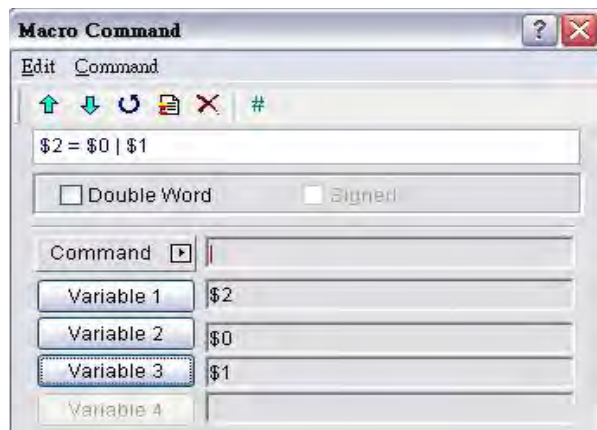 Macro Command
?
Edit Command
#
$2 = $0 | $1
Double Word Signed
Command |
Variable 1 $2
Variable 2 $0
Variable 3 $1
Variable 4